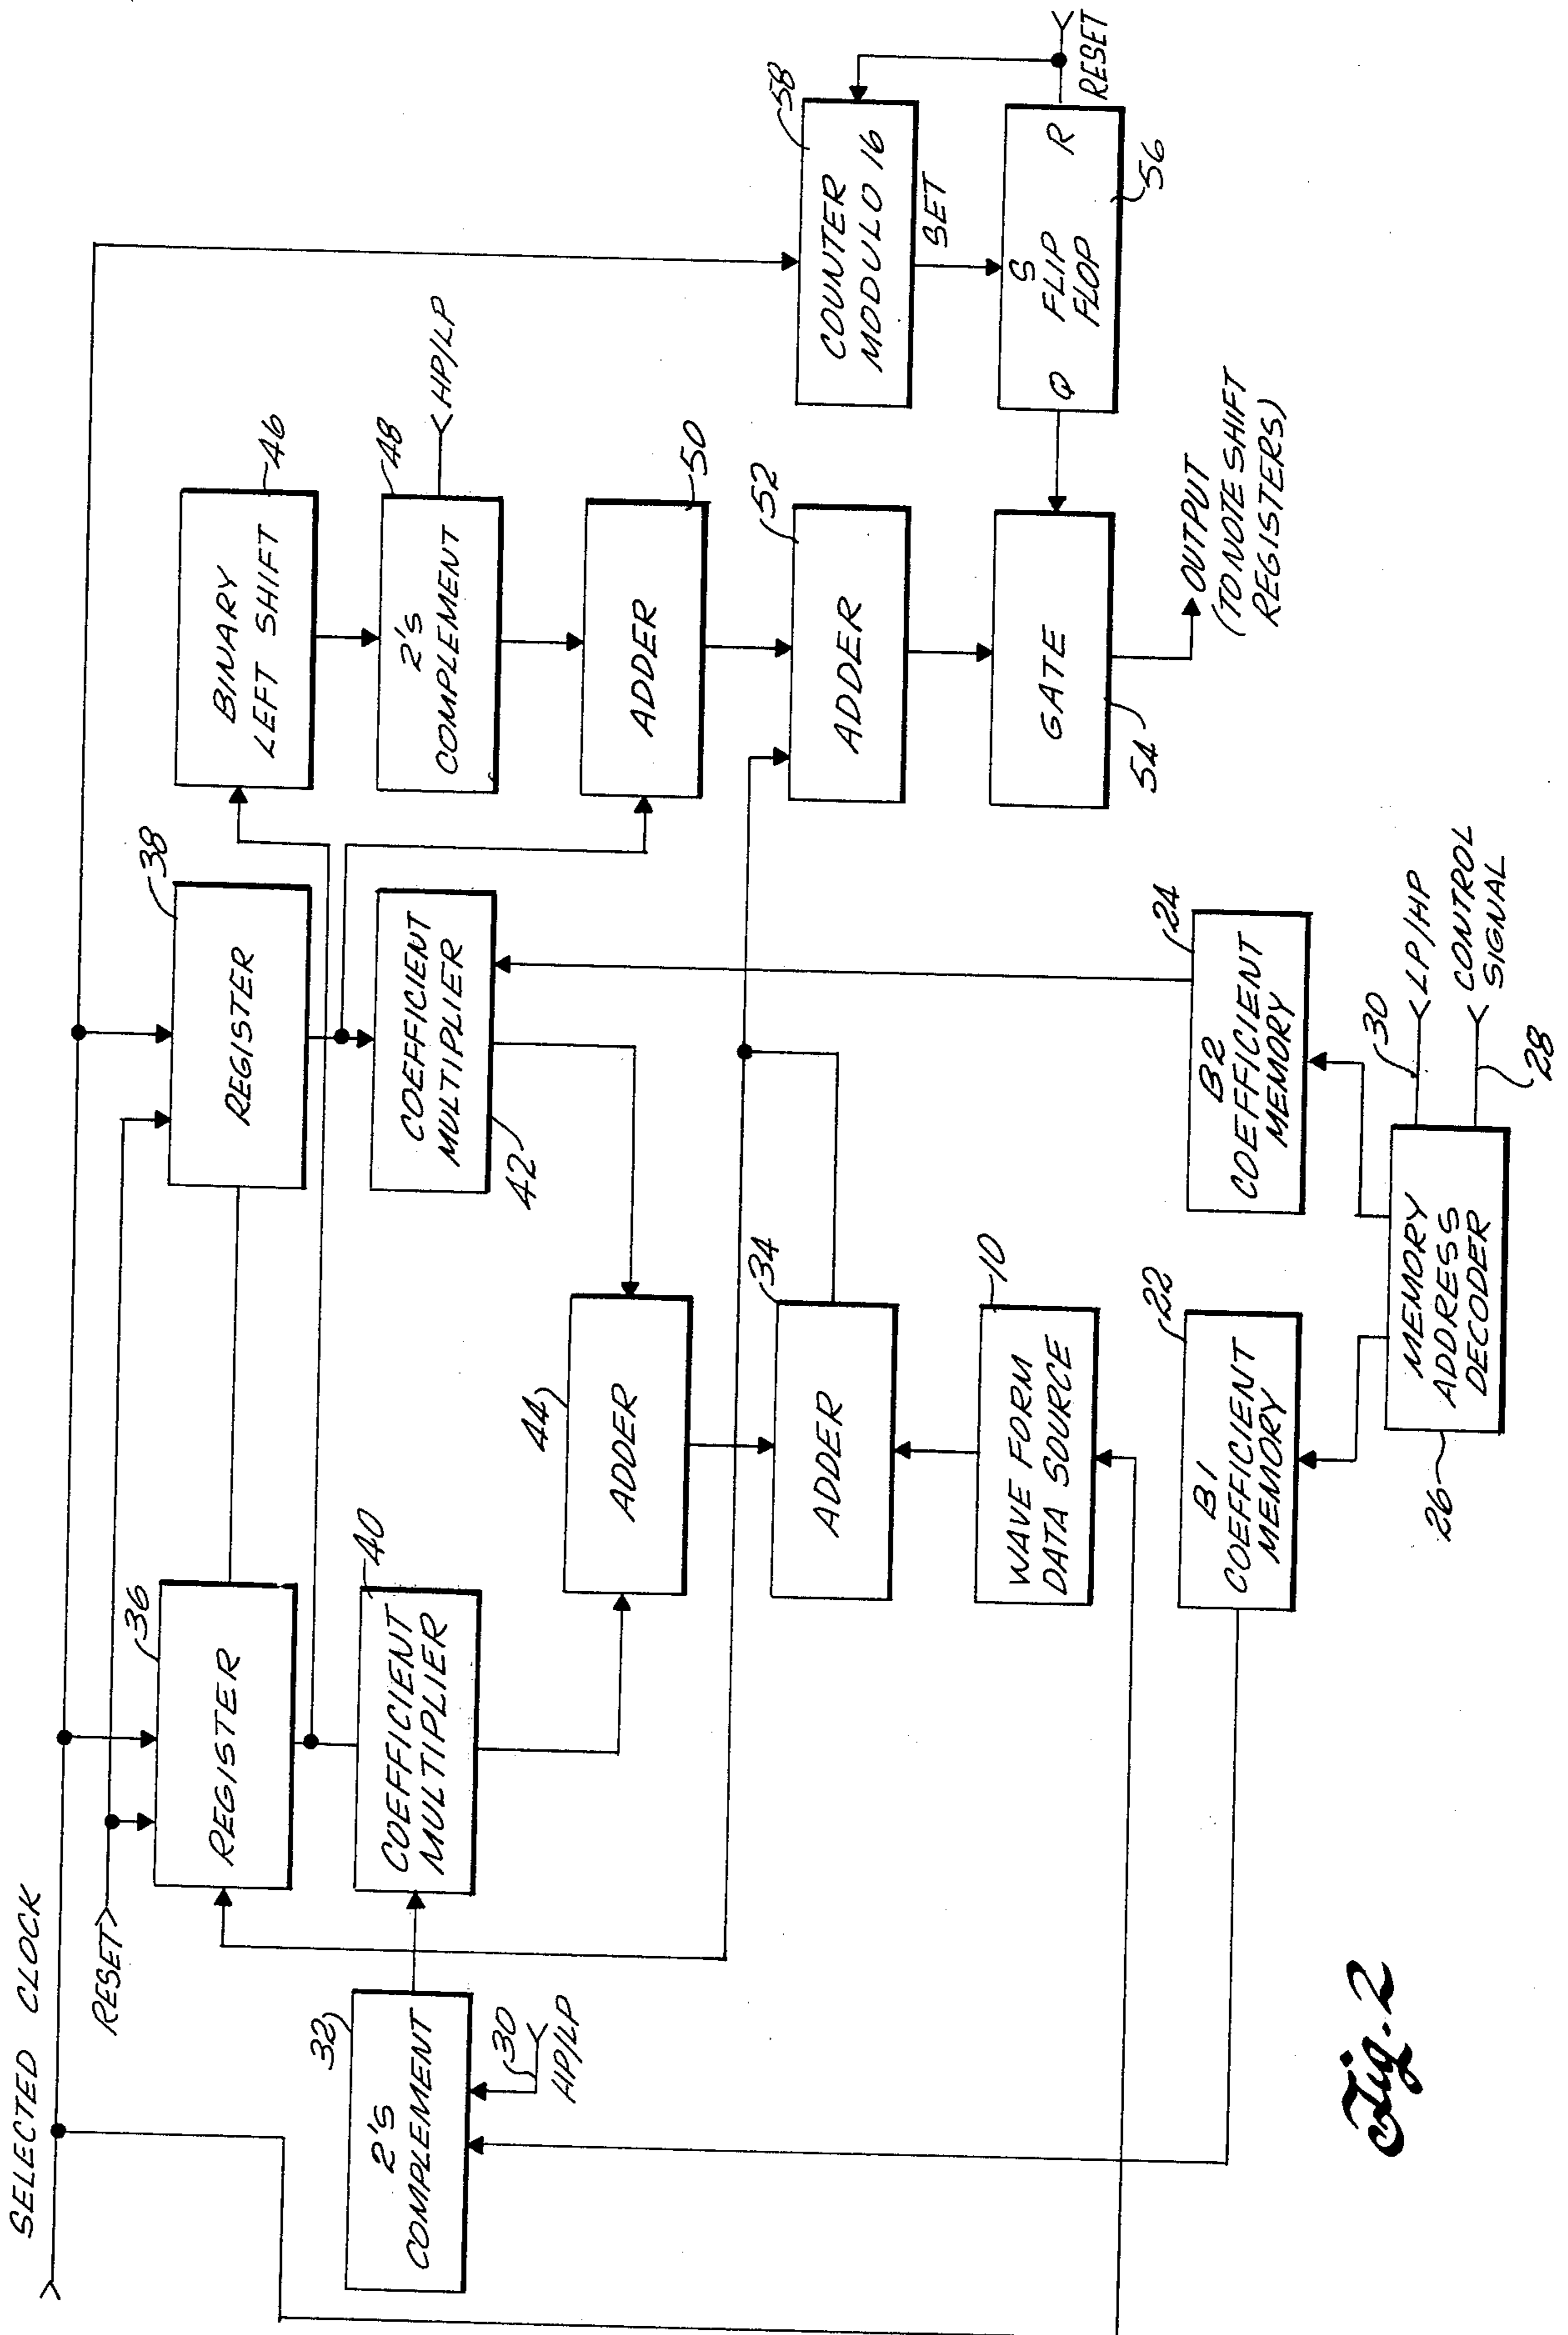 SELECTED CLOCK
RESET
36
REGISTER
38
REGISTER
46
BINARY
LEFT SHIFT
32
2's
COMPLEMENT
30
HP/LP
40
COEFFICIENT
MULTIPLIER
42
COEFFICIENT
MULTIPLIER
48
2's
COMPLEMENT
HP/LP
44
ADDER
50
ADDER
34
ADDER
52
ADDER
58
COUNTER
MODULO 16
SET
10
WAVE FORM
DATA SOURCE
54
GATE
S
Q FLIP R
FLOP
56
RESET
OUTPUT
(TO NOTE SHIFT
REGISTERS)
22
B1
COEFFICIENT
MEMORY
24
B2
COEFFICIENT
MEMORY
26
MEMORY
ADDRESS
DECODER
30
LP/HP
CONTROL
SIGNAL
28
Fig. 2